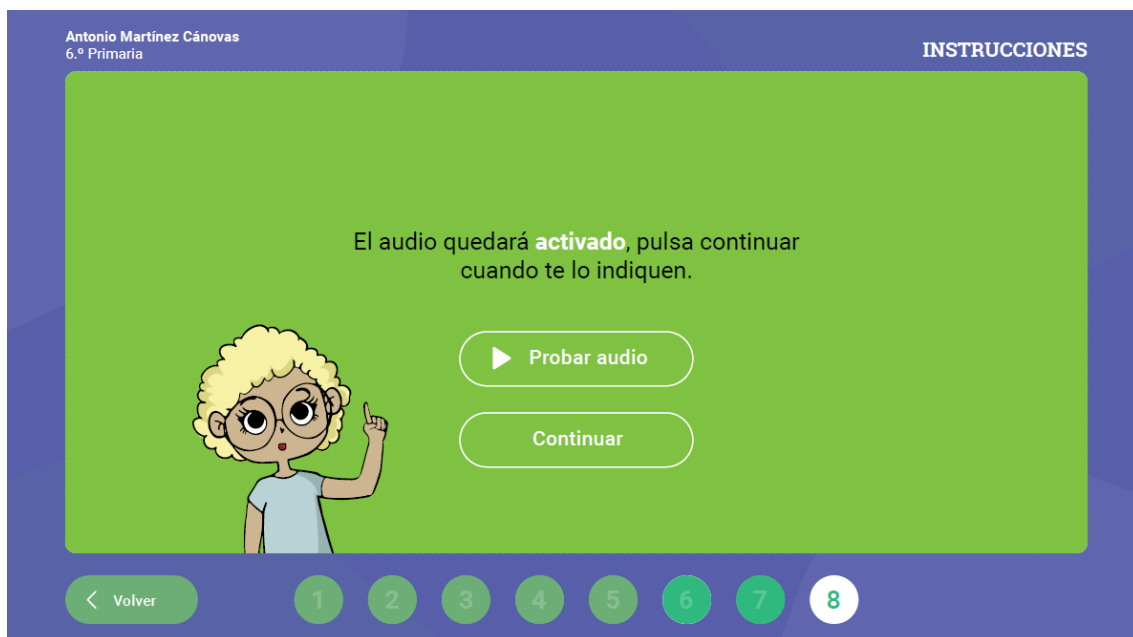 Antonio Martínez Cánovas
6.º Primaria
INSTRUCCIONES
El audio quedará activado, pulsa continuar
cuando te lo indiquen.
Probar audio
Continuar
Volver
1 2 3 4 5 6 7 8